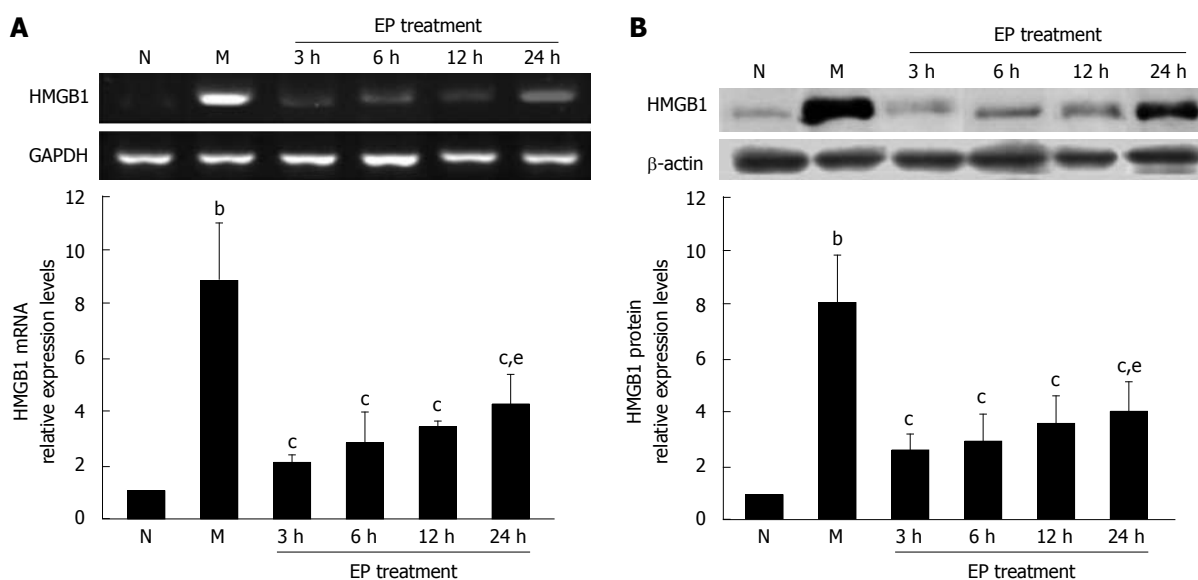 A
EP treatment
N M 3 h 6 h 12 h 24 h
HMGB1
GAPDH
12
10
8
6
4
2
0
HMGB1 mRNA
relative expression levels
b
c
c
c
c,e
N M 3 h 6 h 12 h 24 h
EP treatment
B
EP treatment
N M 3 h 6 h 12 h 24 h
HMGB1
β-actin
12
10
8
6
4
2
0
HMGB1 protein
relative expression levels
b
c
c
c
c,e
N M 3 h 6 h 12 h 24 h
EP treatment